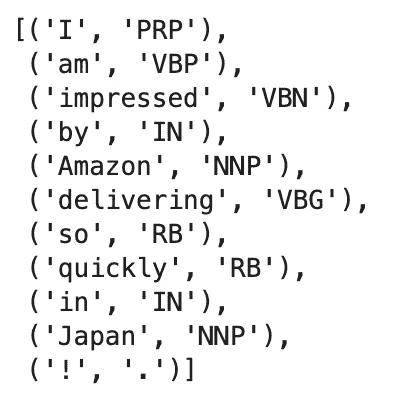 [('I', 'PRP'),
('am', 'VBP'),
('impressed', 'VBN'),
('by', 'IN'),
('Amazon', 'NNP'),
('delivering', 'VBG'),
('so', 'RB'),
('quickly', 'RB'),
('in', 'IN'),
('Japan', 'NNP'),
('!', '.')]